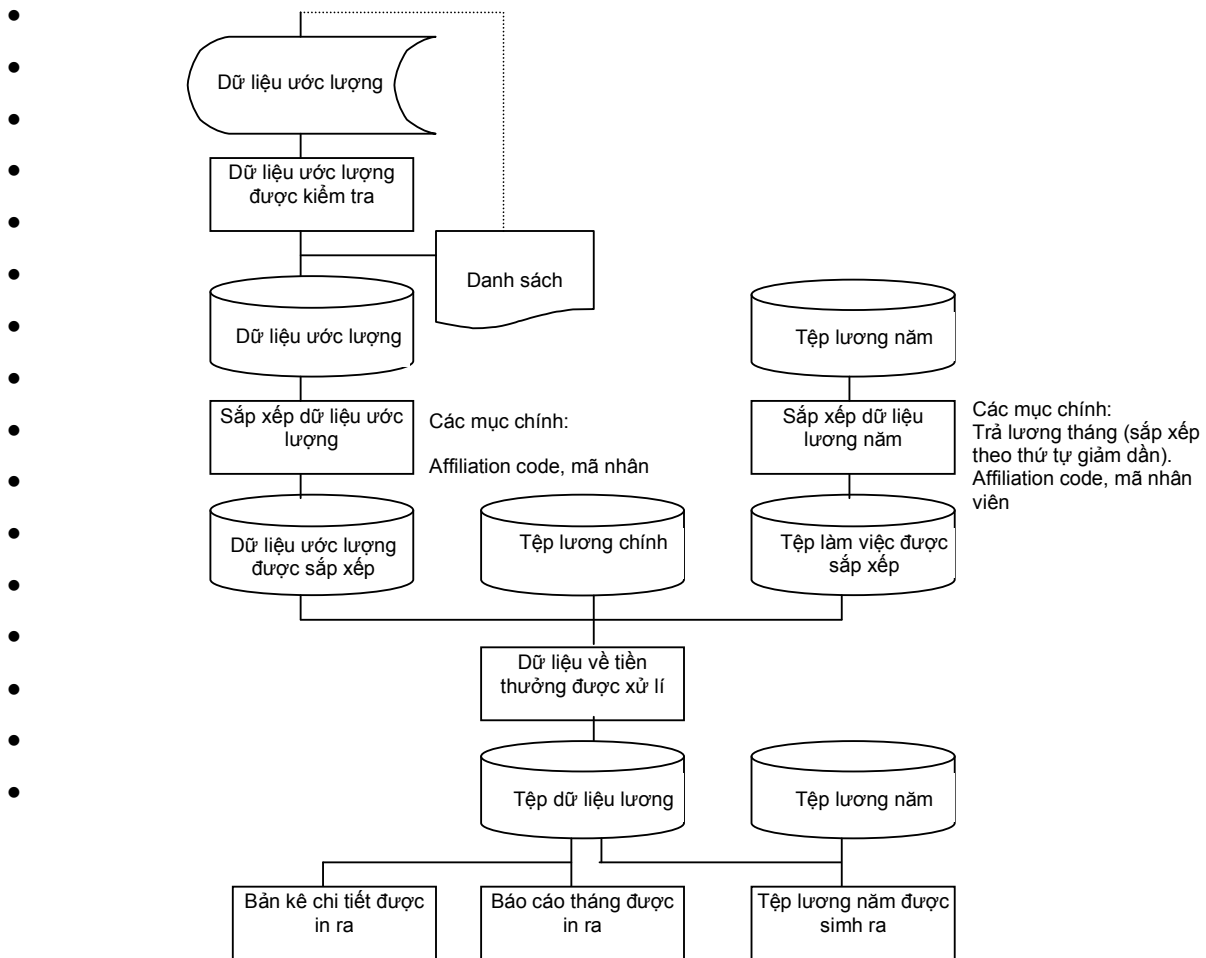 Dữ liệu ước lượng
Dữ liệu ước lượng
được kiểm tra
Danh sách
Dữ liệu ước lượng
Tệp lương năm
Sắp xếp dữ liệu ước
lượng
Các mục chính:
Affiliation code, mã nhân
Sắp xếp dữ liệu
lương năm
Các mục chính:
Trả lương tháng (sắp xếp
theo thứ tự giảm dần).
Affiliation code, mã nhân
viên
Dữ liệu ước lượng
được sắp xếp
Tệp lương chính
Tệp làm việc được
sắp xếp
Dữ liệu về tiền
thưởng được xử lí
Tệp dữ liệu lương
Tệp lương năm
Bản kê chi tiết được
in ra
Báo cáo tháng được
in ra
Tệp lương năm được
simh ra